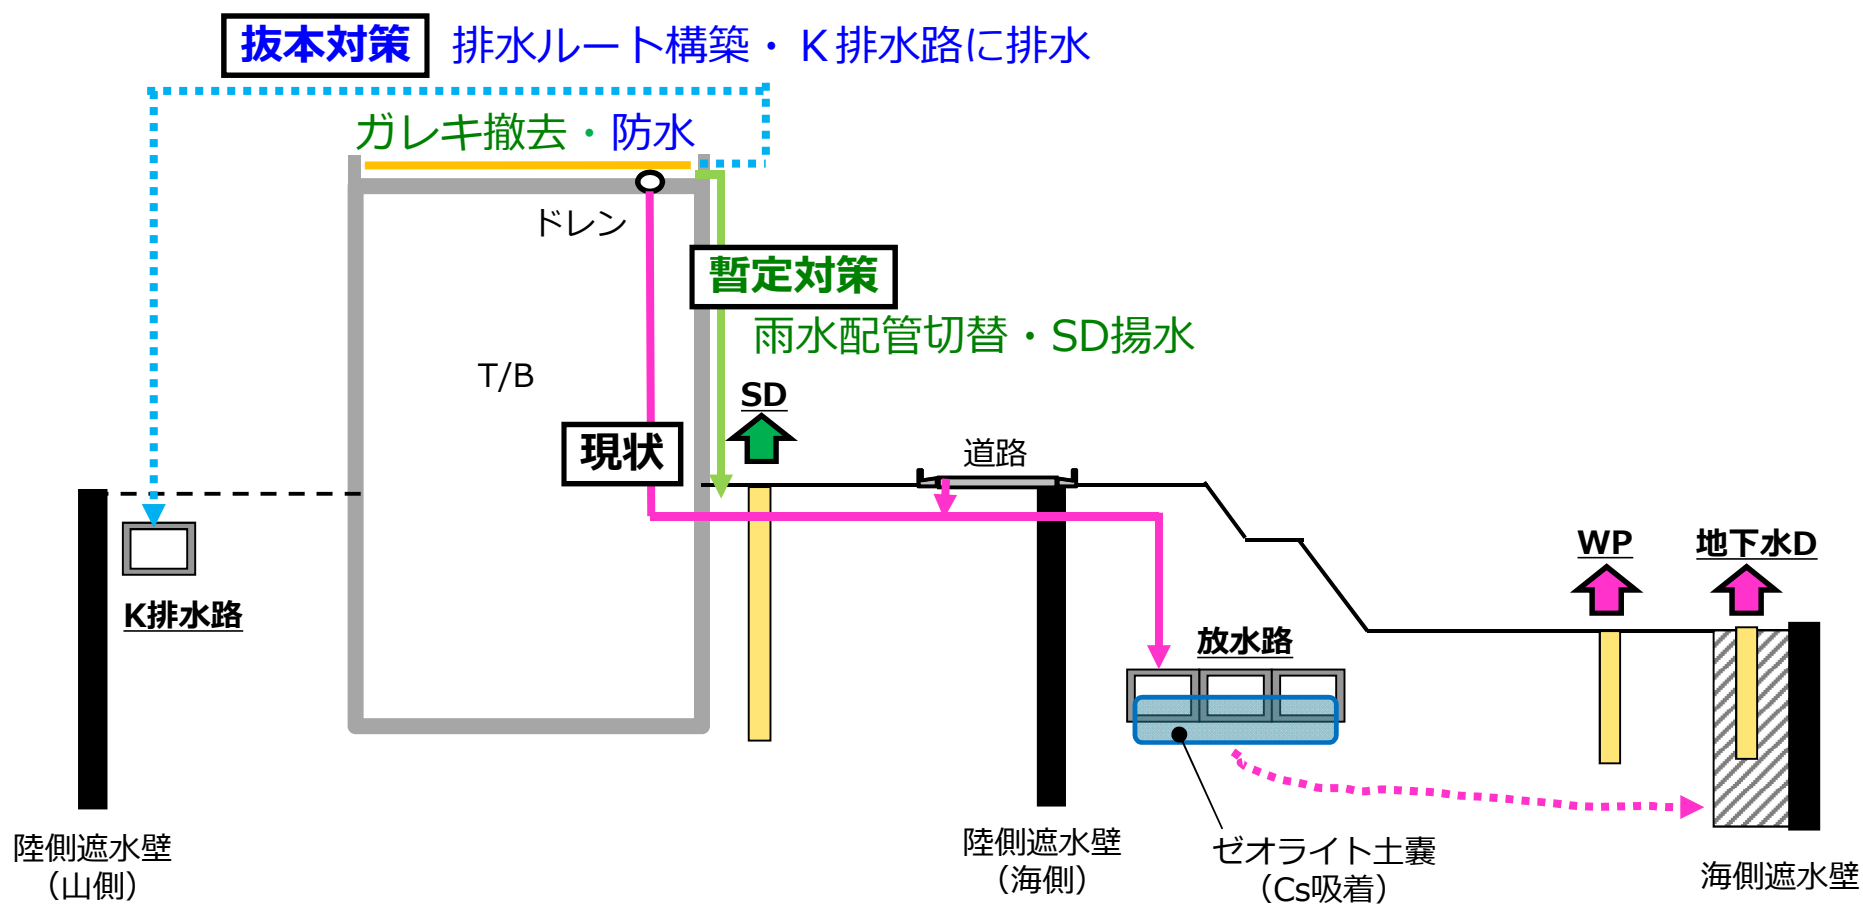 抜本対策 排水ルート構築・K排水路に排水
ガレキ撤去・防水
ドレン
暫定対策
雨水配管切替・SD揚水
T/B
SD
現状
道路
WP
地下水D
K排水路
放水路
陸側遮水壁
（山側）
陸側遮水壁
（海側）
ゼオライト土嚢
（Cs吸着）
海側遮水壁